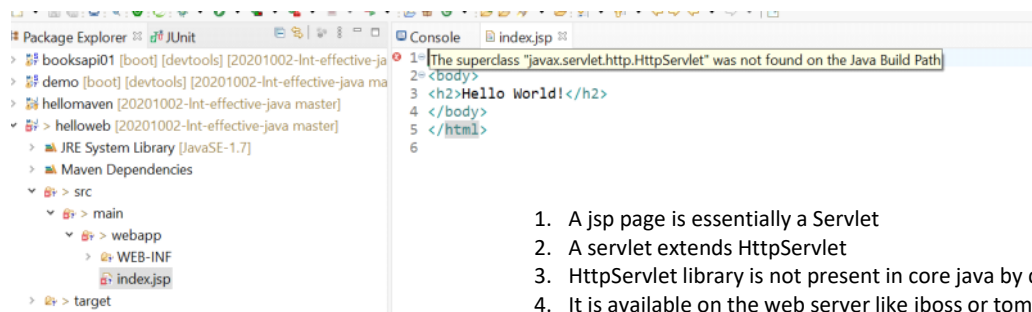 Package Explorer
JUnit
booksapi01 [boot] [devtools] [20201002-lnt-effective-ja
demo [boot] [devtools] [20201002-lnt-effective-java ma
hellomaven [20201002-lnt-effective-java master]
> helloweb [20201002-lnt-effective-java master]
JRE System Library [JavaSE-1.7]
Maven Dependencies
> src
> main
> webapp
> WEB-INF
index.jsp
> target
Console
index.jsp
1 The superclass "javax.servlet.http.HttpServlet" was not found on the Java Build Path
2 <body>
3 <h2>Hello World!</h2>
4 </body>
5 </html>
6
1. A jsp page is essentially a Servlet
2. A servlet extends HttpServlet
3. HttpServlet library is not present in core java by
4. It is available on the web server like jboss or tom